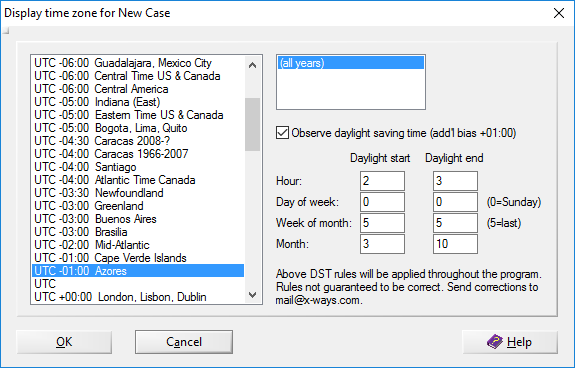 Display time zone for New Case
UTC -06:00 Guadalajara, Mexico City
UTC -06:00 Central Time US & Canada
UTC -06:00 Central America
UTC -05:00 Indiana (East)
UTC -05:00 Eastern Time US & Canada
UTC -05:00 Bogota, Lima, Quito
UTC -04:30 Caracas 2008-?
UTC -04:00 Caracas 1966-2007
UTC -04:00 Santiago
UTC -04:00 Atlantic Time Canada
UTC -03:30 Newfoundland
UTC -03:00 Greenland
UTC -03:00 Buenos Aires
UTC -03:00 Brasilia
UTC -02:00 Mid-Atlantic
UTC -01:00 Cape Verde Islands
UTC -01:00 Azores
UTC
UTC +00:00 London, Lisbon, Dublin
(all years)
Observe daylight saving time (add'l bias +01:00)
Daylight start Daylight end
Hour: 2 3
Day of week: 0 0 (0=Sunday)
Week of month: 5 5 (5=last)
Month: 3 10
Above DST rules will be applied throughout the program.
Rules not guaranteed to be correct. Send corrections to
mail@x-ways.com.
OK Cancel Help